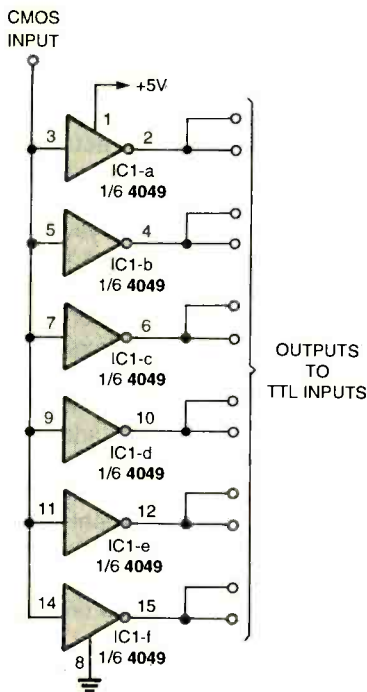 CMOS
INPUT
+5V
1
3
2
IC1-a
1/6 4049
5
4
IC1-b
1/6 4049
7
6
IC1-c
1/6 4049
OUTPUTS
TO
TTL INPUTS
9
10
IC1-d
1/6 4049
11
12
IC1-e
1/6 4049
14
15
IC1-f
8
1/6 4049